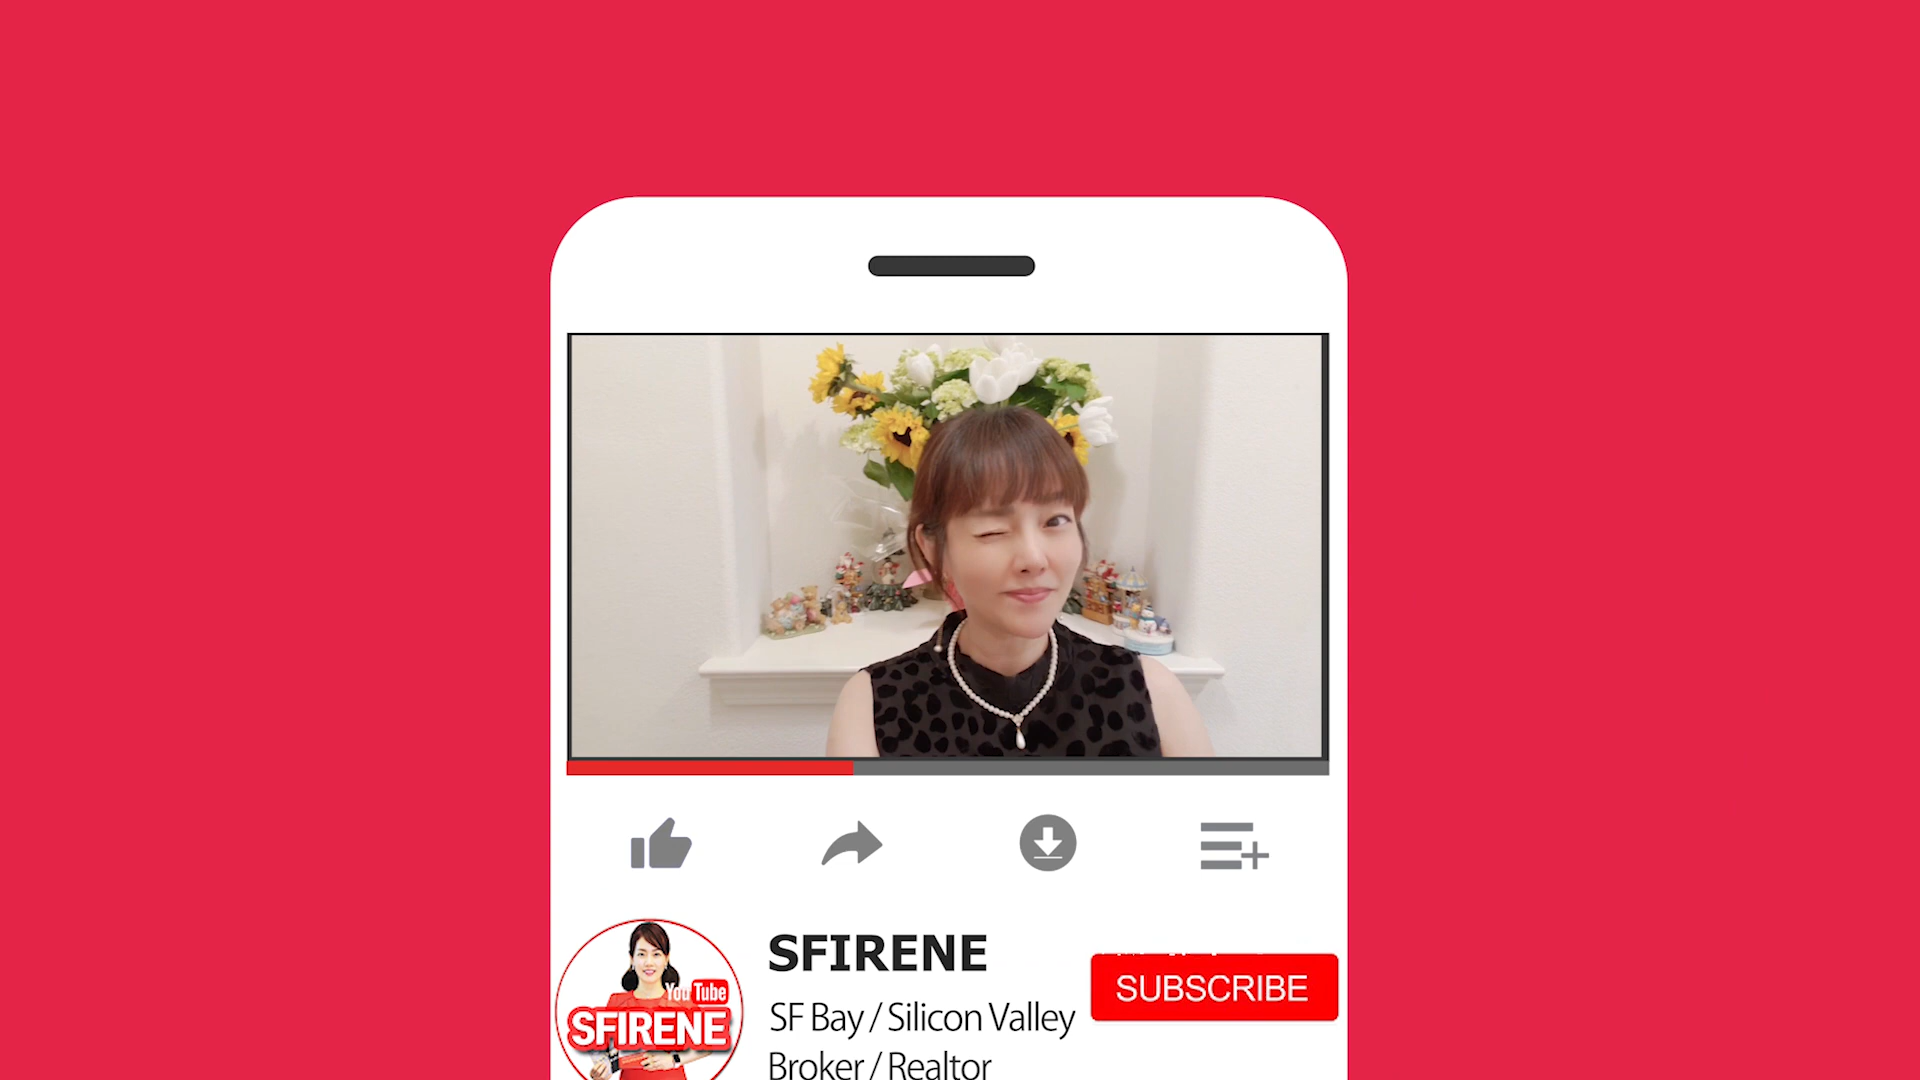 SFIRENE
SUBSCRIBE
SF Bay / Silicon Valley
Broker / Realtor
You Tube
SFIRENE